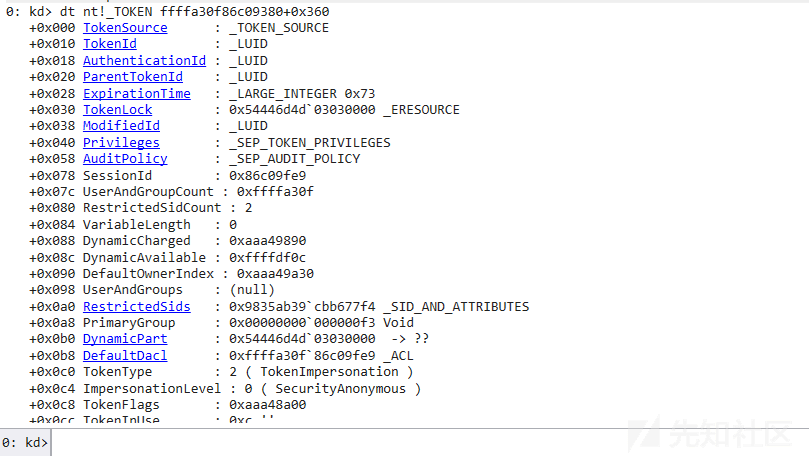 0: kd> dt nt!_TOKEN ffffa30f86c09380+0x360
+0x000 TokenSource : _TOKEN_SOURCE
+0x010 TokenId : _LUID
+0x018 AuthenticationId : _LUID
+0x020 ParentTokenId : _LUID
+0x028 ExpirationTime : _LARGE_INTEGER 0x73
+0x030 TokenLock : 0x54446d4d`03030000 _ERESOURCE
+0x038 ModifiedId : _LUID
+0x040 Privileges : _SEP_TOKEN_PRIVILEGES
+0x058 AuditPolicy : _SEP_AUDIT_POLICY
+0x078 SessionId : 0x86c09fe9
+0x07c UserAndGroupCount : 0xffffa30f
+0x080 RestrictedSidCount : 2
+0x084 VariableLength : 0
+0x088 DynamicCharged : 0xaaa49890
+0x08c DynamicAvailable : 0xffffdf0c
+0x090 DefaultOwnerIndex : 0xaaa49a30
+0x098 UserAndGroups : (null)
+0x0a0 RestrictedSids : 0x9835ab39`cbb677f4 _SID_AND_ATTRIBUTES
+0x0a8 PrimaryGroup : 0x00000000`000000f3 Void
+0x0b0 DynamicPart : 0x54446d4d`03030000 -> ??
+0x0b8 DefaultDacl : 0xffffa30f`86c09fe9 _ACL
+0x0c0 TokenType : 2 ( TokenImpersonation )
+0x0c4 ImpersonationLevel : 0 ( SecurityAnonymous )
+0x0c8 TokenFlags : 0xaaa48a00
+0x0cc TokenInUse : 0xc ''
0: kd>
先知社区